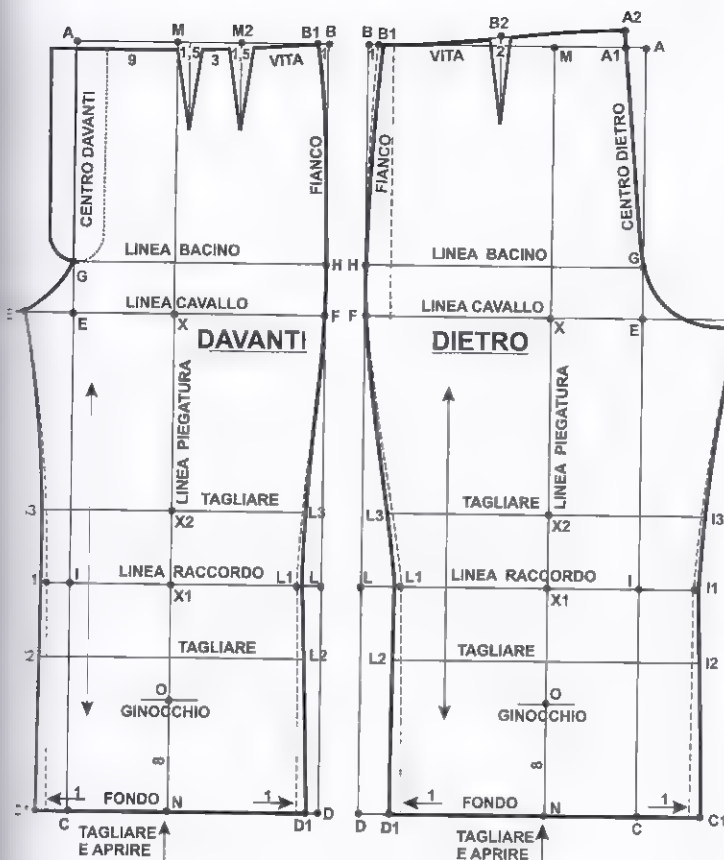 A M M2 B1 B
B B1 B2 A2
9 1,5 3 1,5 VITA 1
1 VITA 2 M A1 A
CENTRO DAVANTI
FIANCO
FIANCO
CENTRO DIETRO
LINEA BACINO
G H
LINEA BACINO
H G
LINEA CAVALLO
E X F
LINEA CAVALLO
F X E
DAVANTI
DIETRO
LINEA PIEGATURA
LINEA PIEGATURA
3 TAGLIARE L3
X2
L3 TAGLIARE I3
X2
1 I LINEA RACCORDO L1 L
X1
L L1 LINEA RACCORDO I I1
X1
2 TAGLIARE L2
L2 TAGLIARE I2
O
GINOCCHIO
O
GINOCCHIO
8
8
1 FONDO N 1
1 FONDO N 1
C D1 D
D D1 C C1
TAGLIARE
E APRIRE
TAGLIARE
E APRIRE